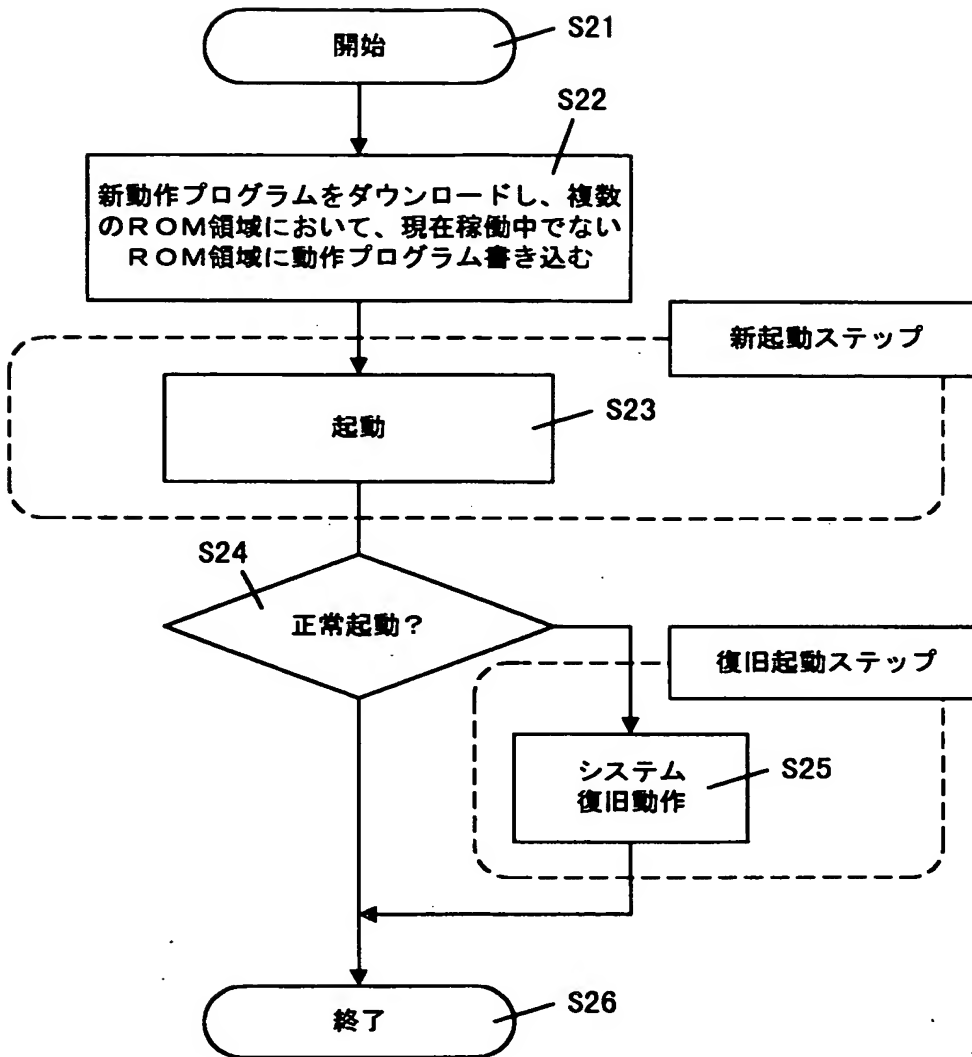 開始
S21
S22
新動作プログラムをダウンロードし、複数
のROM領域において、現在稼働中でない
ROM領域に動作プログラム書き込む
新起動ステップ
起動
S23
S24
正常起動？
復旧起動ステップ
システム
復旧動作
S25
終了
S26